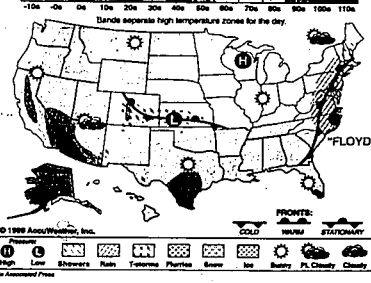 -10s -0s 0s 10s 20s 30s 40s 50s 60s 70s 80s 90s 100s 110s
Bands separate high temperature zones for the day.
H
L
"FLOYD
FRONTS:
COLD WARM STATIONARY
© 1999 AccuWeather, Inc.
Pressure
H L
High Low Showers Rain T-storms Flurries Snow Ice Sunny Pt. Cloudy Cloudy
Associated Press